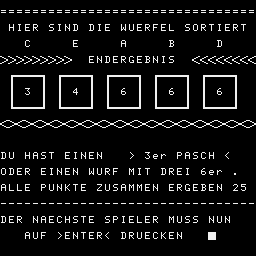 HIER SIND DIE WUERFEL SORTIERT
C E A B D
>>>>>>>>> ENDERGEBNIS <<<<<<<<
3 4 6 6 6
DU HAST EINEN > 3er PASCH <
ODER EINEN WURF MIT DREI 6er .
ALLE PUNKTE ZUSAMMEN ERGEBEN 25
DER NAECHSTE SPIELER MUSS NUN
AUF >ENTER< DRUECKEN